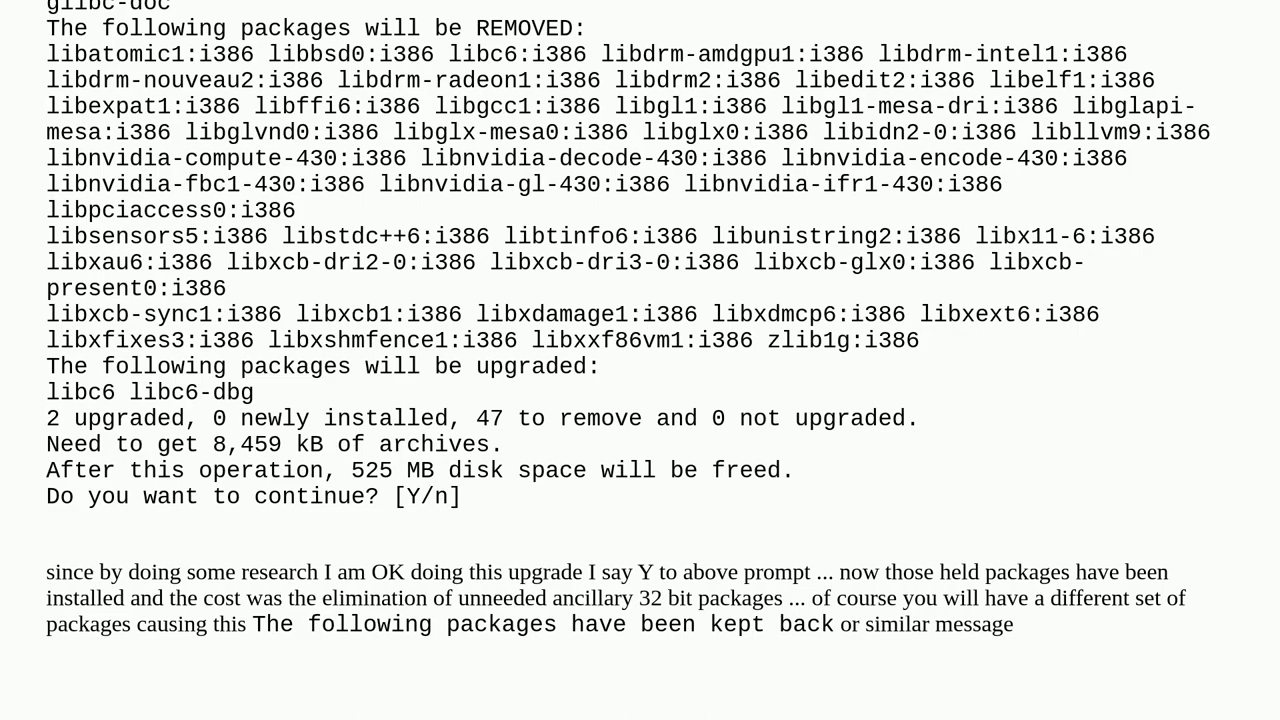 glibc-doc
The following packages will be REMOVED:
libatomic1:i386 libbsd0:i386 libc6:i386 libdrm-amdgpu1:i386 libdrm-intel1:i386
libdrm-nouveau2:i386 libdrm-radeon1:i386 libdrm2:i386 libedit2:i386 libelf1:i386
libexpat1:i386 libffi6:i386 libgcc1:i386 libgl1:i386 libgl1-mesa-dri:i386 libglapi-
mesa:i386 libglvnd0:i386 libglx-mesa0:i386 libglx0:i386 libidn2-0:i386 libllvm9:i386
libnvidia-compute-430:i386 libnvidia-decode-430:i386 libnvidia-encode-430:i386
libnvidia-fbc1-430:i386 libnvidia-gl-430:i386 libnvidia-ifr1-430:i386
libpciaccess0:i386
libsensors5:i386 libstdc++6:i386 libtinfo6:i386 libunistring2:i386 libx11-6:i386
libxau6:i386 libxcb-dri2-0:i386 libxcb-dri3-0:i386 libxcb-glx0:i386 libxcb-
present0:i386
libxcb-sync1:i386 libxcb1:i386 libxdamage1:i386 libxdmcp6:i386 libxext6:i386
libxfixes3:i386 libxshmfence1:i386 libxxf86vm1:i386 zlib1g:i386
The following packages will be upgraded:
libc6 libc6-dbg
2 upgraded, 0 newly installed, 47 to remove and 0 not upgraded.
Need to get 8,459 kB of archives.
After this operation, 525 MB disk space will be freed.
Do you want to continue? [Y/n]
since by doing some research I am OK doing this upgrade I say Y to above prompt ... now those held packages have been
installed and the cost was the elimination of unneeded ancillary 32 bit packages ... of course you will have a different set of
packages causing this The following packages have been kept back or similar message